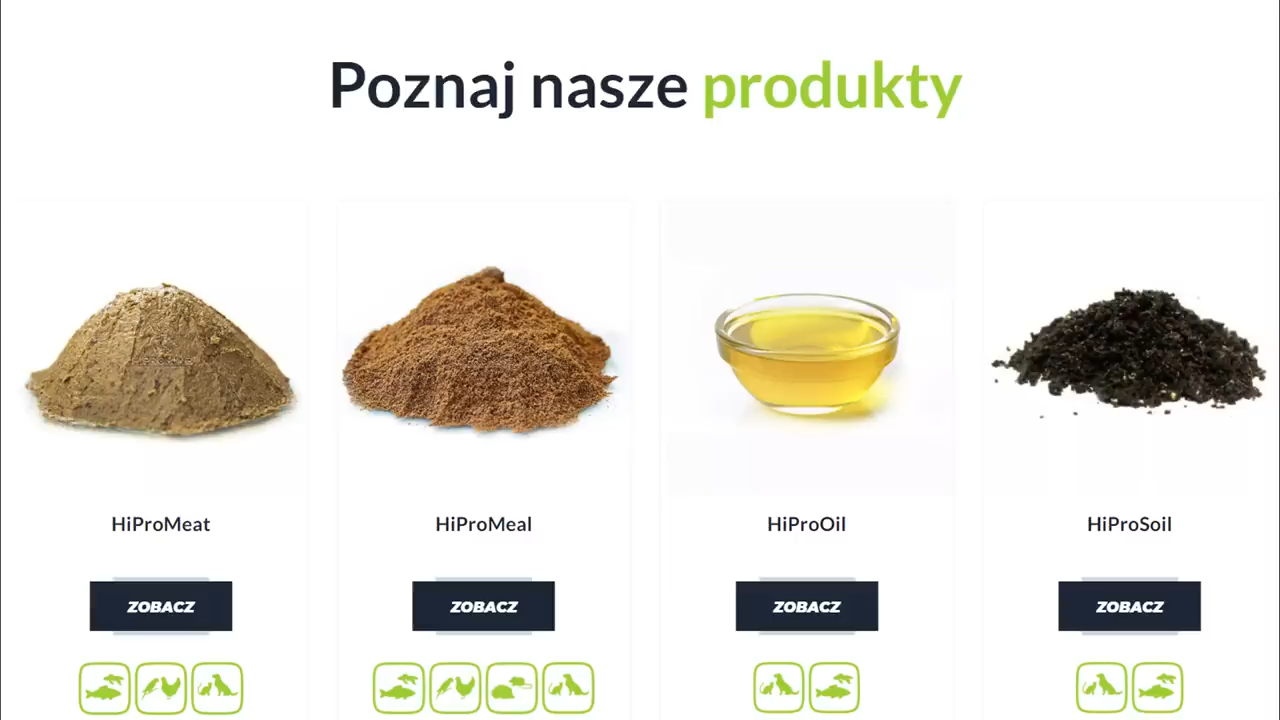 Poznaj nasze produkty
HiProMeat
HiProMeal
HiProOil
HiProSoil
ZOBACZ
ZOBACZ
ZOBACZ
ZOBACZ